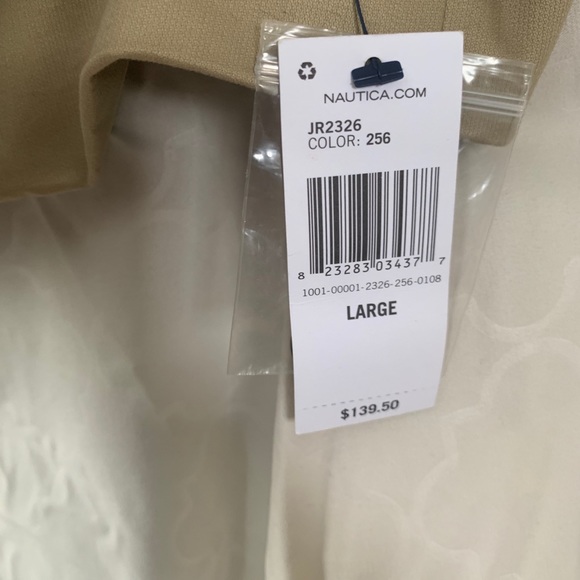 NAUTICA.COM
JR2326
COLOR: 256
8 23283 03437 7
1001-00001-2326-256-0108
LARGE
$139.50